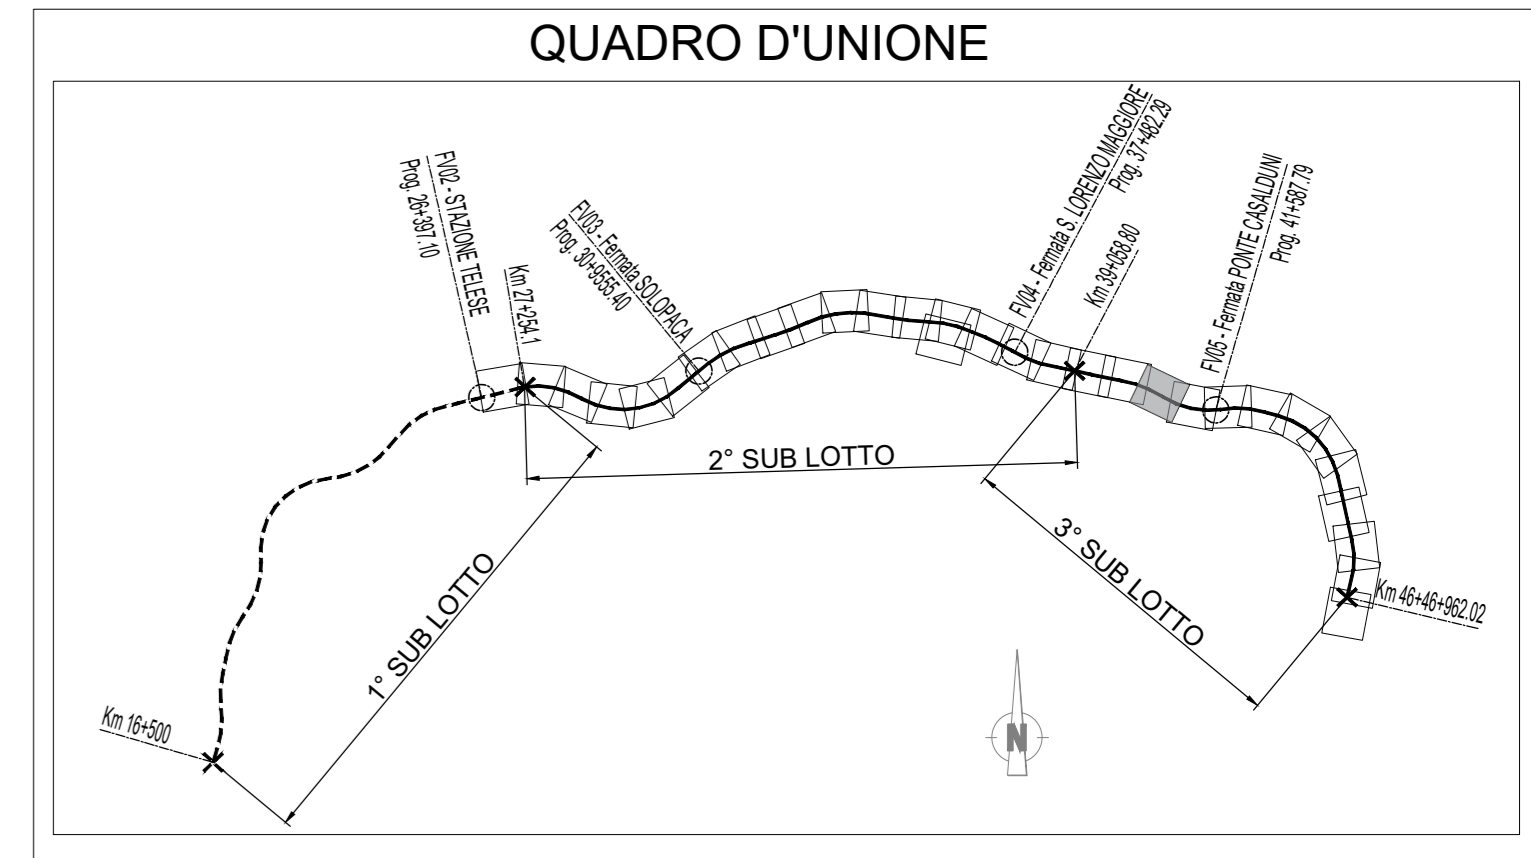 QUADRO D'UNIONE
FV02 - STAZIONE TELESE
Prog. 26+397.10
Km 27+254.1
FV03 - Fermata SOLOPACA
Prog. 30+9555.40
FV04 - Fermata S. LORENZO MAGGIORE
Prog. 37+482.29
Km 39+058.80
FV05 - Fermata PONTE CASALDUNI
Prog. 41+587.79
2° SUB LOTTO
1° SUB LOTTO
3° SUB LOTTO
Km 46+46+962.02
Km 16+500
N